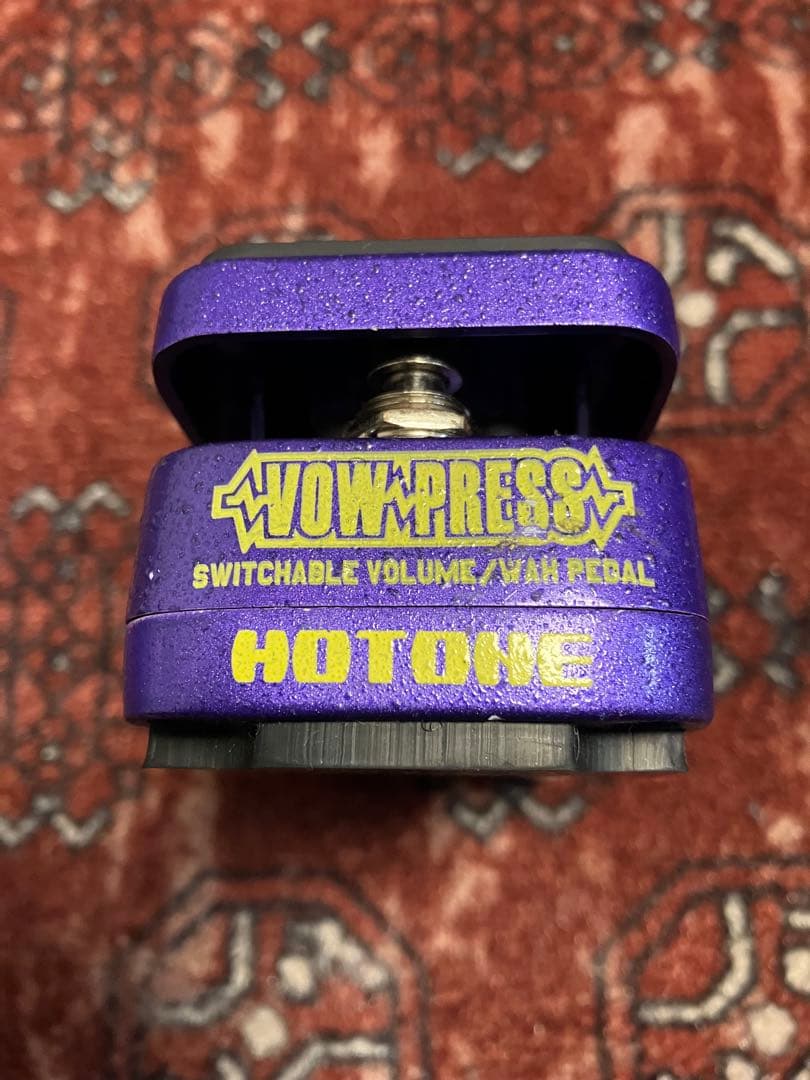 VOW PRESS
SWITCHABLE VOLUME/WAH PEDAL
HOTONE